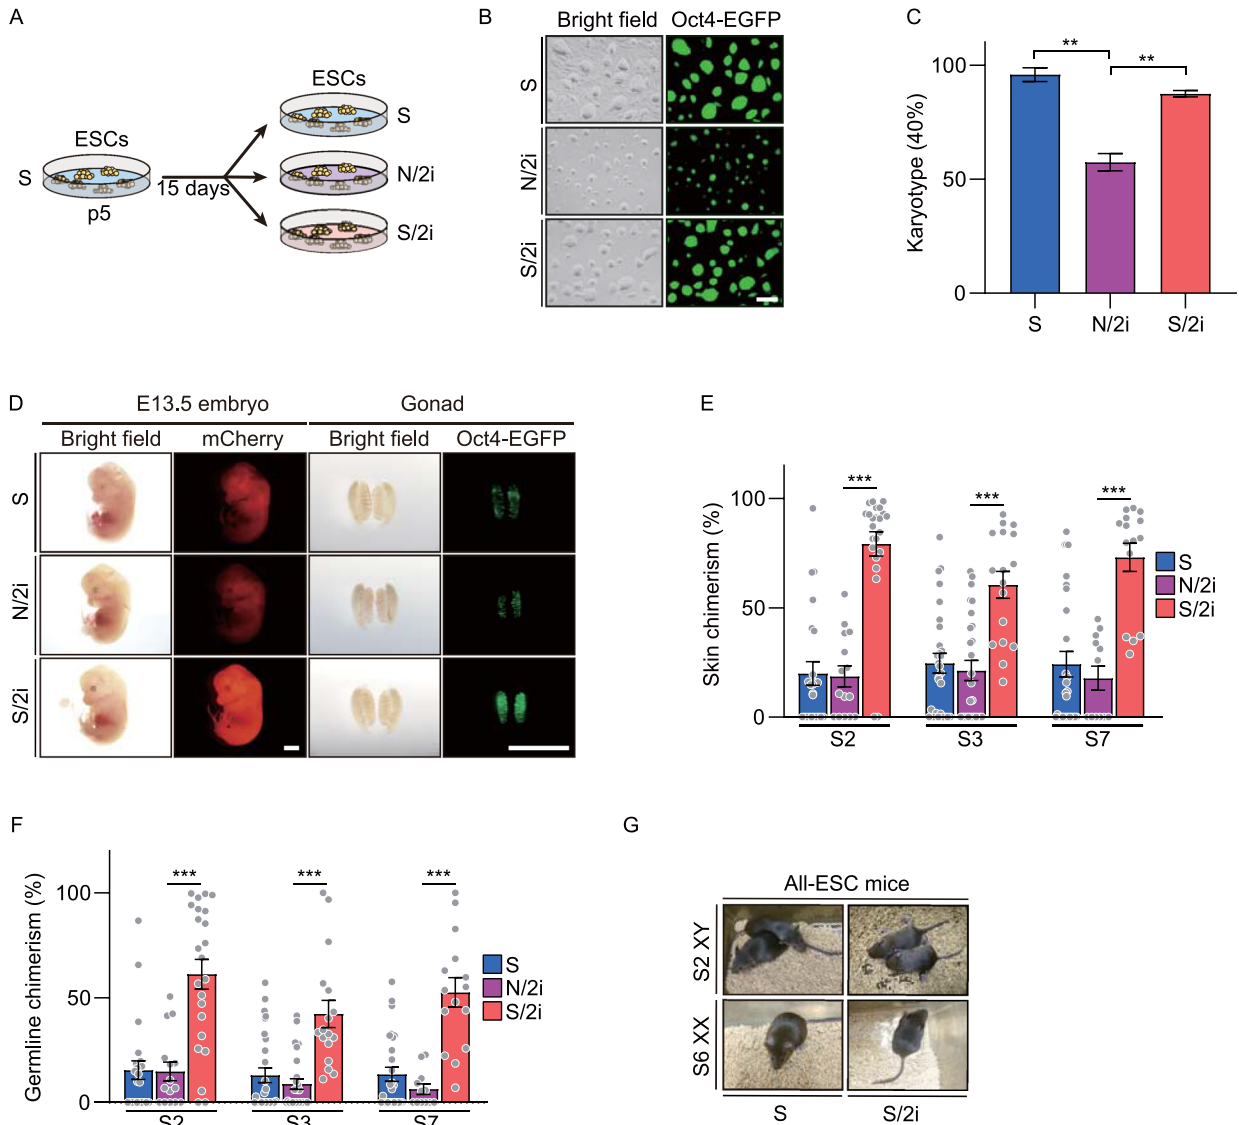 A
ESCs
S
p5
15 days
ESCs
S
N/2i
S/2i
B
Bright field Oct4-EGFP
S
N/2i
S/2i
C
Karyotype (40%)
100
50
0
**
**
S N/2i S/2i
D
E13.5 embryo Gonad
Bright field mCherry Bright field Oct4-EGFP
S
N/2i
S/2i
E
Skin chimerism (%)
100
50
0
*** *** ***
S
N/2i
S/2i
S2 S3 S7
F
Germline chimerism (%)
100
50
0
*** *** ***
S
N/2i
S/2i
S2 S3 S7
G
All-ESC mice
S2 XY
S6 XX
S S/2i